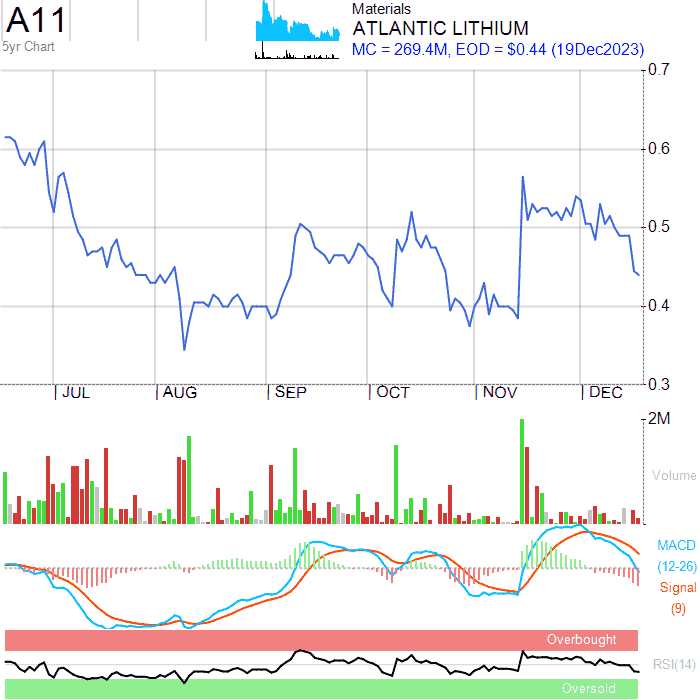 A11
5yr Chart
Materials
ATLANTIC LITHIUM
MC = 269.4M, EOD = $0.44 (19Dec2023)
0.7
0.6
0.5
0.4
0.3
JUL AUG SEP OCT NOV DEC
2M
Volume
MACD
(12-26)
Signal
(9)
Overbought
RSI(14)
Oversold